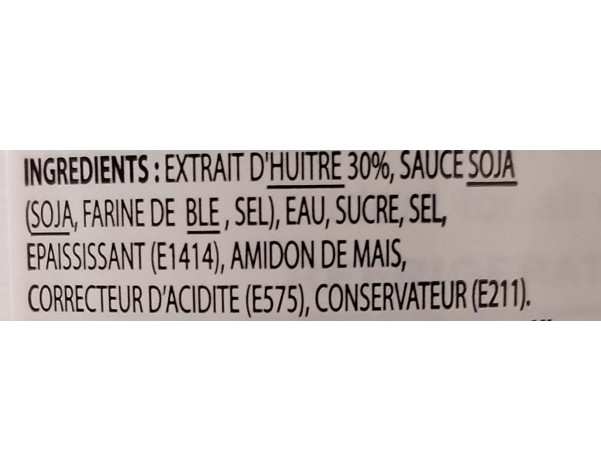 INGREDIENTS : EXTRAIT D'HUITRE 30%, SAUCE SOJA
(SOJA, FARINE DE BLE , SEL), EAU, SUCRE, SEL,
EPAISSISSANT (E1414), AMIDON DE MAIS,
CORRECTEUR D'ACIDITE (E575), CONSERVATEUR (E211).